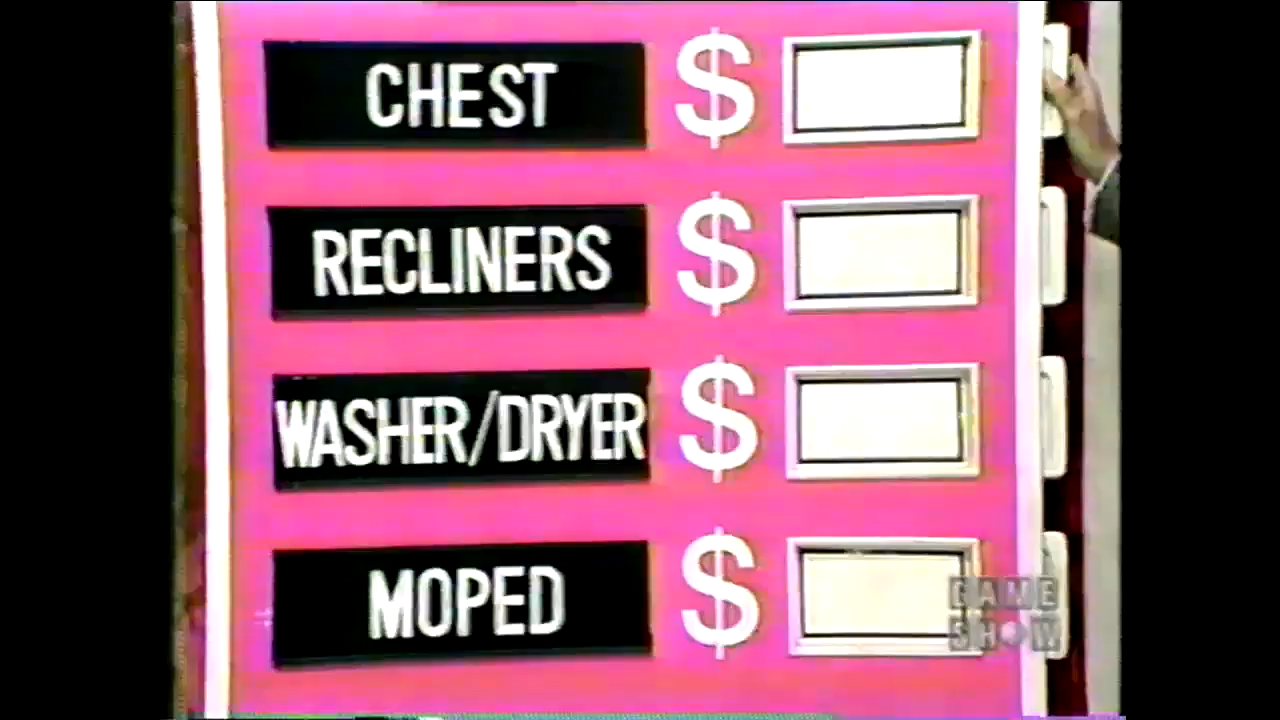 CHEST $
RECLINERS $
WASHER/DRYER $
MOPED $
GAME
SHOW